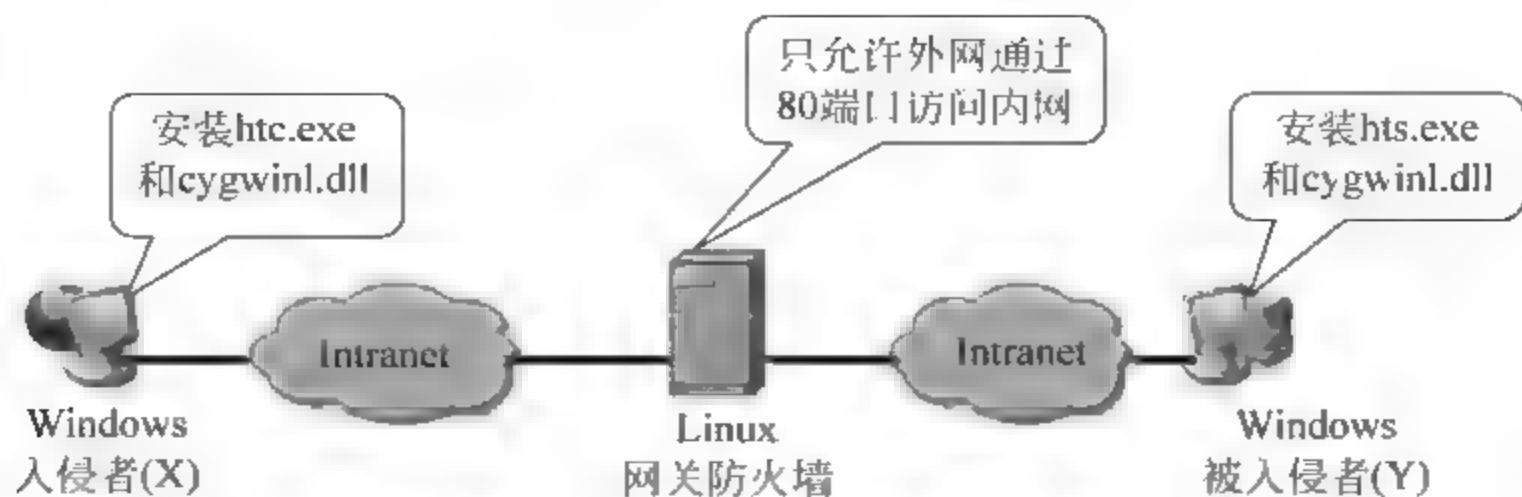 只允许外网通过
80端口访问内网
安装htc.exe
和cygwinl.dll
安装hts.exe
和cygwinl.dll
Intranet
Intranet
Windows
入侵者(X)
Linux
网关防火墙
Windows
被入侵者(Y)